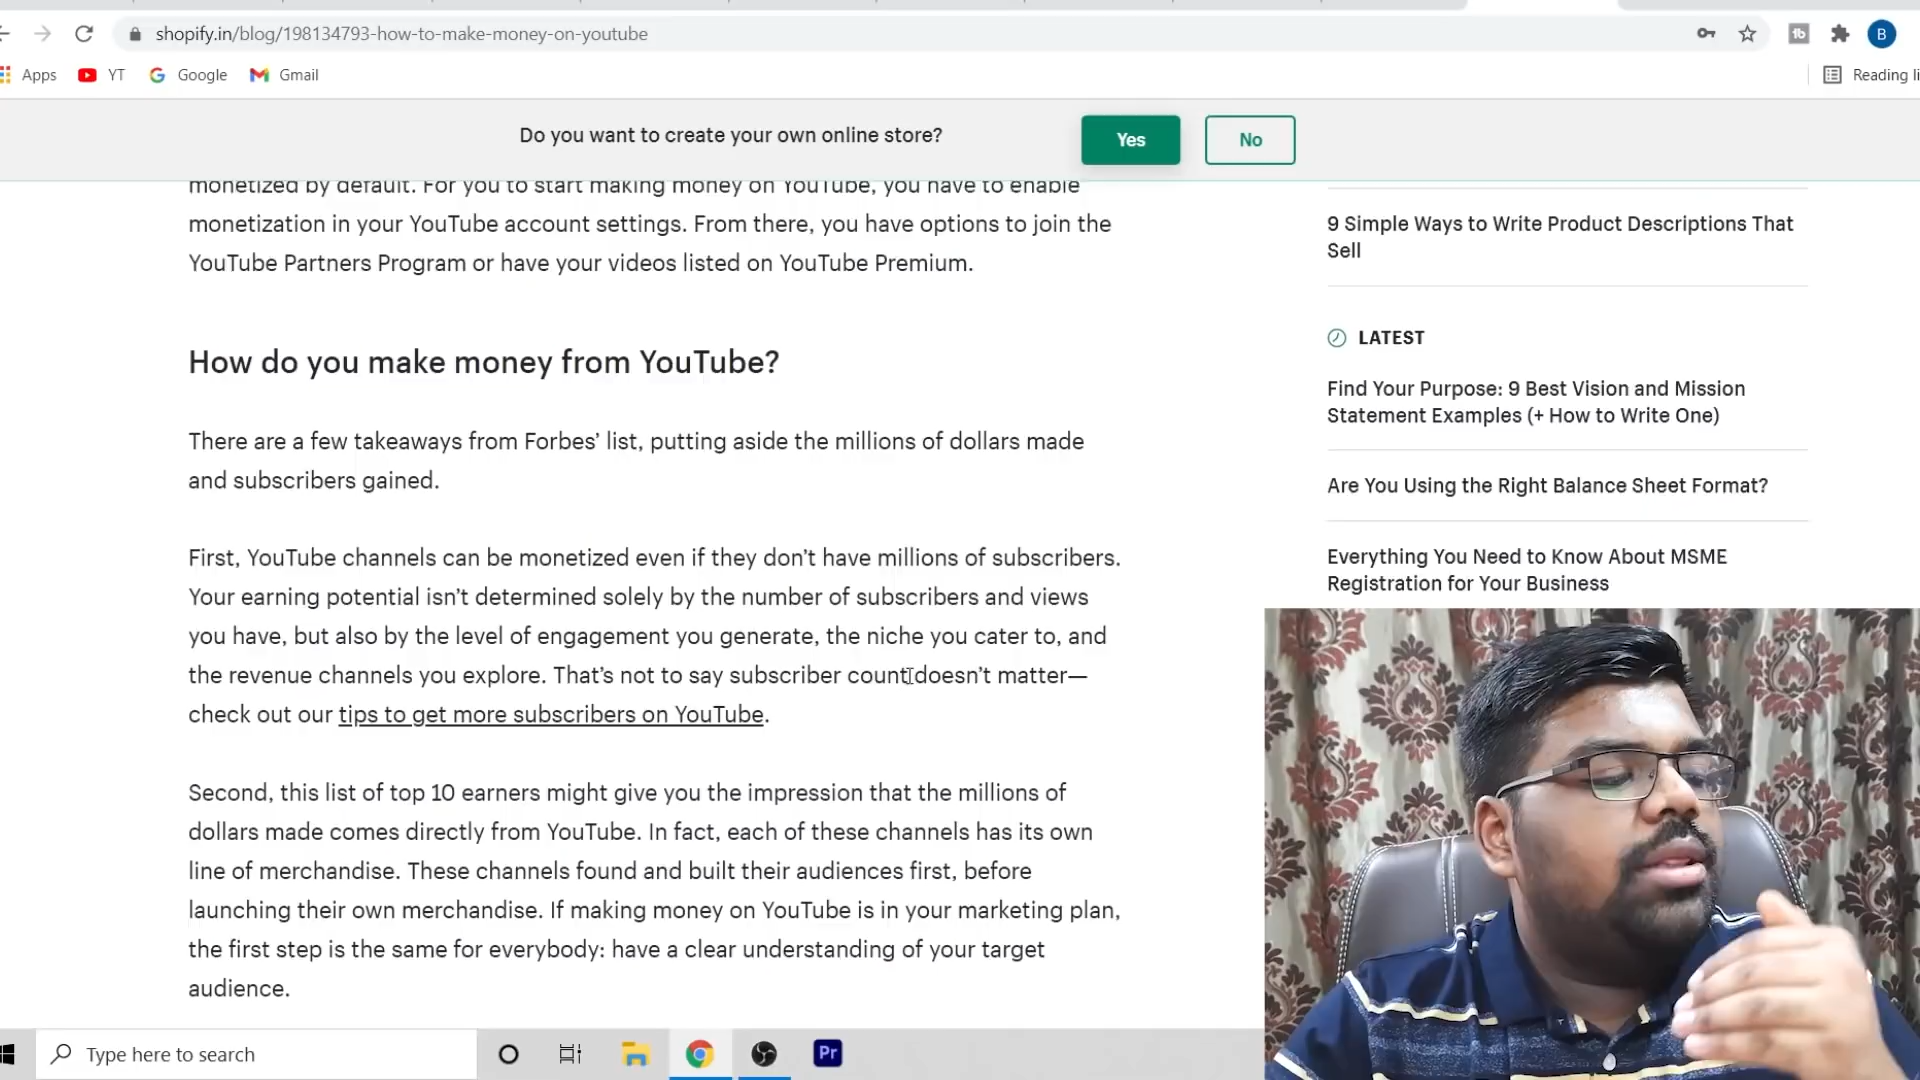 shopify.in/blog/198134793-how-to-make-money-on-youtube
Apps YT Google Gmail Reading li
Do you want to create your own online store? Yes No
monetized by default. For you to start making money on YouTube, you have to enable
monetization in your YouTube account settings. From there, you have options to join the
YouTube Partners Program or have your videos listed on YouTube Premium.
How do you make money from YouTube?
There are a few takeaways from Forbes’ list, putting aside the millions of dollars made
and subscribers gained.
First, YouTube channels can be monetized even if they don’t have millions of subscribers.
Your earning potential isn’t determined solely by the number of subscribers and views
you have, but also by the level of engagement you generate, the niche you cater to, and
the revenue channels you explore. That’s not to say subscriber count doesn’t matter—
check out our tips to get more subscribers on YouTube.
Second, this list of top 10 earners might give you the impression that the millions of
dollars made comes directly from YouTube. In fact, each of these channels has its own
line of merchandise. These channels found and built their audiences first, before
launching their own merchandise. If making money on YouTube is in your marketing plan,
the first step is the same for everybody: have a clear understanding of your target
audience.
9 Simple Ways to Write Product Descriptions That
Sell
LATEST
Find Your Purpose: 9 Best Vision and Mission
Statement Examples (+ How to Write One)
Are You Using the Right Balance Sheet Format?
Everything You Need to Know About MSME
Registration for Your Business
Type here to search
Pr
B